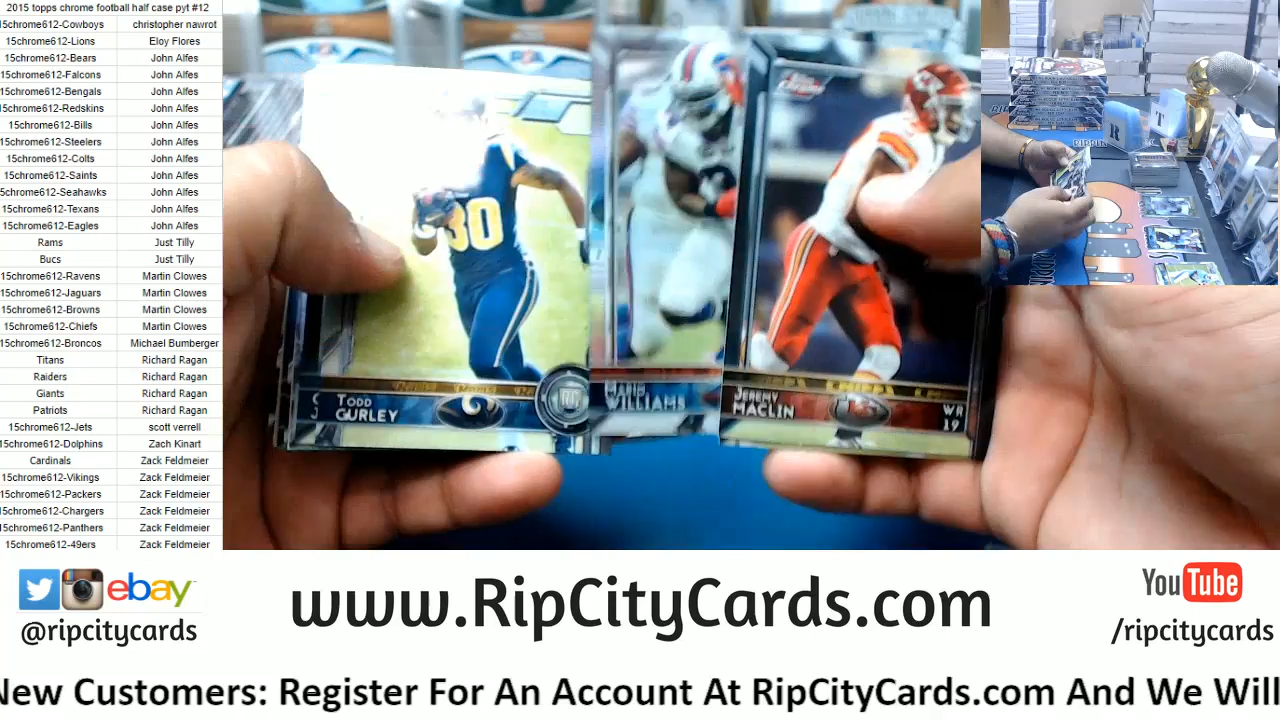 2015 topps chrome football half case pyt #12
15chrome612-Cowboys christopher nawrot
15chrome612-Lions Eloy Flores
15chrome612-Bears John Alfes
15chrome612-Falcons John Alfes
15chrome612-Bengals John Alfes
15chrome612-Redskins John Alfes
15chrome612-Bills John Alfes
15chrome612-Steelers John Alfes
15chrome612-Colts John Alfes
15chrome612-Saints John Alfes
15chrome612-Seahawks John Alfes
15chrome612-Texans John Alfes
15chrome612-Eagles John Alfes
Rams Just Tilly
Bucs Just Tilly
15chrome612-Ravens Martin Clowes
15chrome612-Jaguars Martin Clowes
15chrome612-Browns Martin Clowes
15chrome612-Chiefs Martin Clowes
15chrome612-Broncos Michael Bumberger
Titans Richard Ragan
Raiders Richard Ragan
Giants Richard Ragan
Patriots Richard Ragan
15chrome612-Jets scott verrell
15chrome612-Dolphins Zach Kinart
Cardinals Zack Feldmeier
15chrome612-Vikings Zack Feldmeier
15chrome612-Packers Zack Feldmeier
15chrome612-Chargers Zack Feldmeier
15chrome612-Panthers Zack Feldmeier
15chrome612-49ers Zack Feldmeier
30
TODD
GURLEY
WILLIAMS
JEREMY
MACLIN
WR
19
ebay
@ripcitycards
www.RipCityCards.com
YouTube
/ripcitycards
New Customers: Register For An Account At RipCityCards.com And We Will